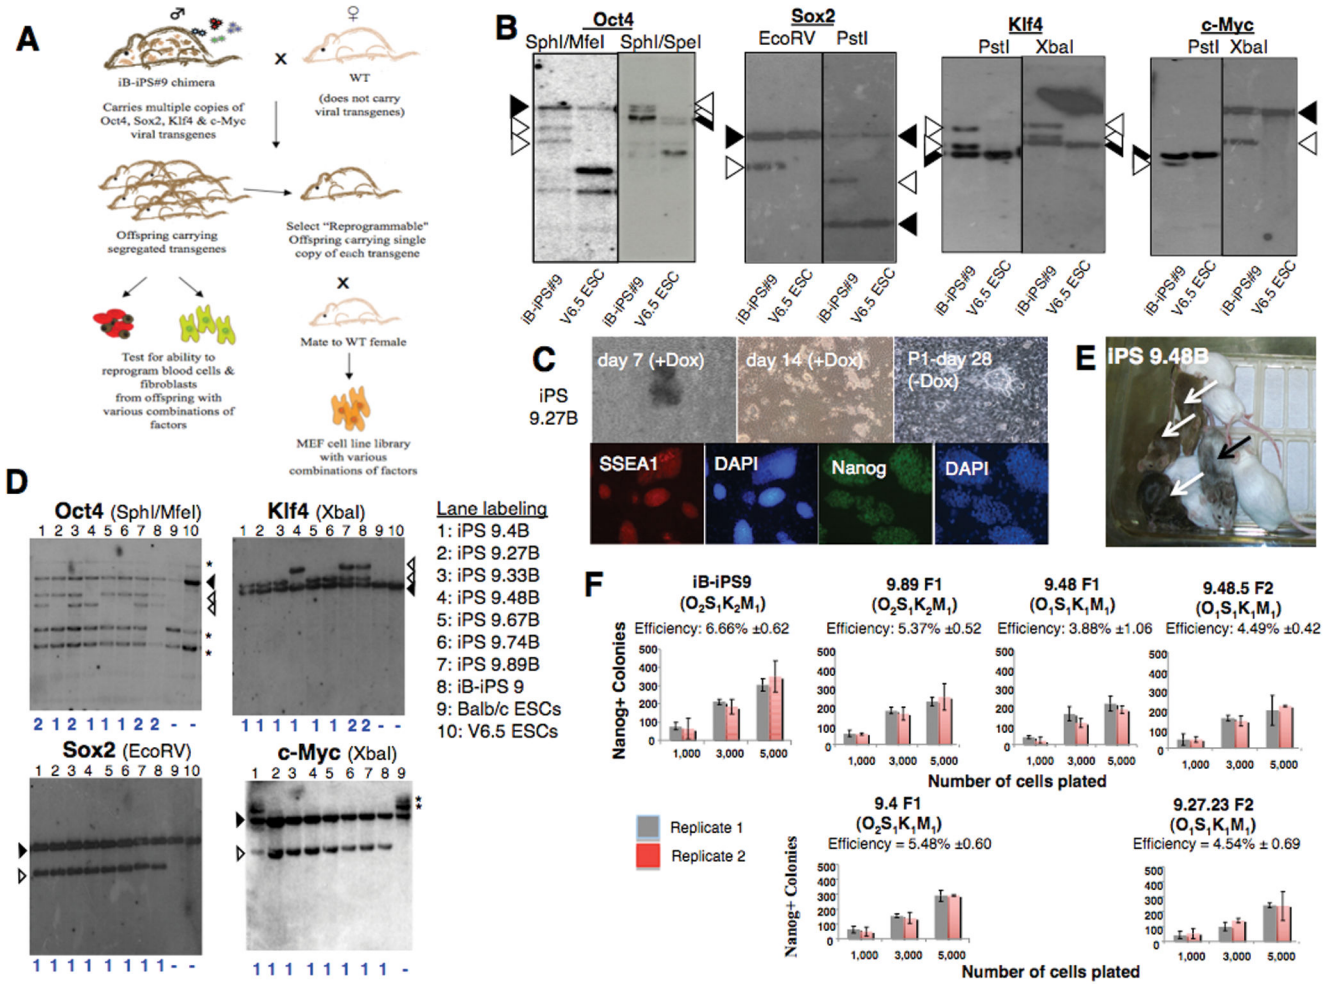 A
♂
♀
iB-iPS#9 chimera
X
WT
Carries multiple copies of
Oct4, Sox2, Klf4 & c-Myc
viral transgenes
(does not carry
viral transgenes)
Offspring carrying
segregated transgenes
Select “Reprogrammable”
Offspring carrying single
copy of each transgene
X
Mate to WT female
Test for ability to
reprogram blood cells &
fibroblasts
from offspring with
various combinations of
factors
MEF cell line library
with various
combinations of factors
B
Oct4
SphI/MfeI SphI/SpeI
Sox2
EcoRV PstI
Klf4
PstI XbaI
c-Myc
PstI XbaI
iB-iPS#9 V6.5 ESC iB-iPS#9 V6.5 ESC
iB-iPS#9 V6.5 ESC iB-iPS#9 V6.5 ESC
iB-iPS#9 V6.5 ESC iB-iPS#9 V6.5 ESC
iB-iPS#9 V6.5 ESC iB-iPS#9 V6.5 ESC
C
iPS
9.27B
day 7 (+Dox)
day 14 (+Dox)
P1-day 28
(-Dox)
SSEA1
DAPI
Nanog
DAPI
E
iPS 9.48B
D
Oct4 (SphI/MfeI)
1 2 3 4 5 6 7 8 9 10
*
*
*
2 1 2 1 1 1 2 2 - -
Klf4 (XbaI)
1 2 3 4 5 6 7 8 9 10
1 1 1 1 1 1 2 2 - -
Sox2 (EcoRV)
1 2 3 4 5 6 7 8 9 10
1 1 1 1 1 1 1 1 - -
c-Myc (XbaI)
1 2 3 4 5 6 7 8 9
*
*
1 1 1 1 1 1 1 1 -
Lane labeling
1: iPS 9.4B
2: iPS 9.27B
3: iPS 9.33B
4: iPS 9.48B
5: iPS 9.67B
6: iPS 9.74B
7: iPS 9.89B
8: iB-iPS 9
9: Balb/c ESCs
10: V6.5 ESCs
F
iB-iPS9
(O2S1K2M1)
Efficiency: 6.66% ±0.62
Nanog+ Colonies
500
400
300
200
100
0
1,000 3,000 5,000
9.89 F1
(O2S1K2M1)
Efficiency: 5.37% ±0.52
500
400
300
200
100
0
1,000 3,000 5,000
9.48 F1
(O1S1K1M1)
Efficiency: 3.88% ±1.06
500
400
300
200
100
0
1,000 3,000 5,000
9.48.5 F2
(O1S1K1M1)
Efficiency: 4.49% ±0.42
500
400
300
200
100
0
1,000 3,000 5,000
Number of cells plated
Replicate 1
Replicate 2
9.4 F1
(O2S1K1M1)
Efficiency = 5.48% ±0.60
Nanog+ Colonies
500
400
300
200
100
0
1,000 3,000 5,000
9.27.23 F2
(O1S1K1M1)
Efficiency = 4.54% ± 0.69
500
400
300
200
100
0
1,000 3,000 5,000
Number of cells plated